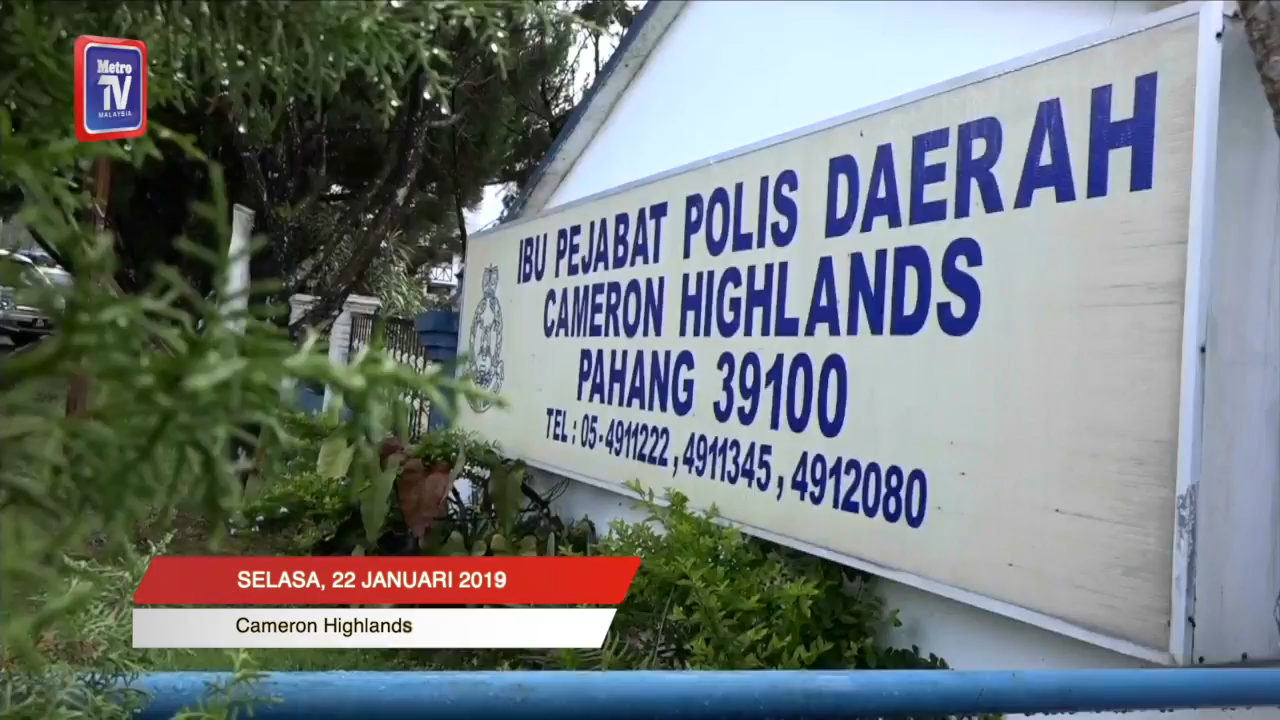 Metro
TV
MALAYSIA
IBU PEJABAT POLIS DAERAH
CAMERON HIGHLANDS
PAHANG 39100
TEL : 05-4911222 , 4911345 , 4912080
SELASA, 22 JANUARI 2019
Cameron Highlands